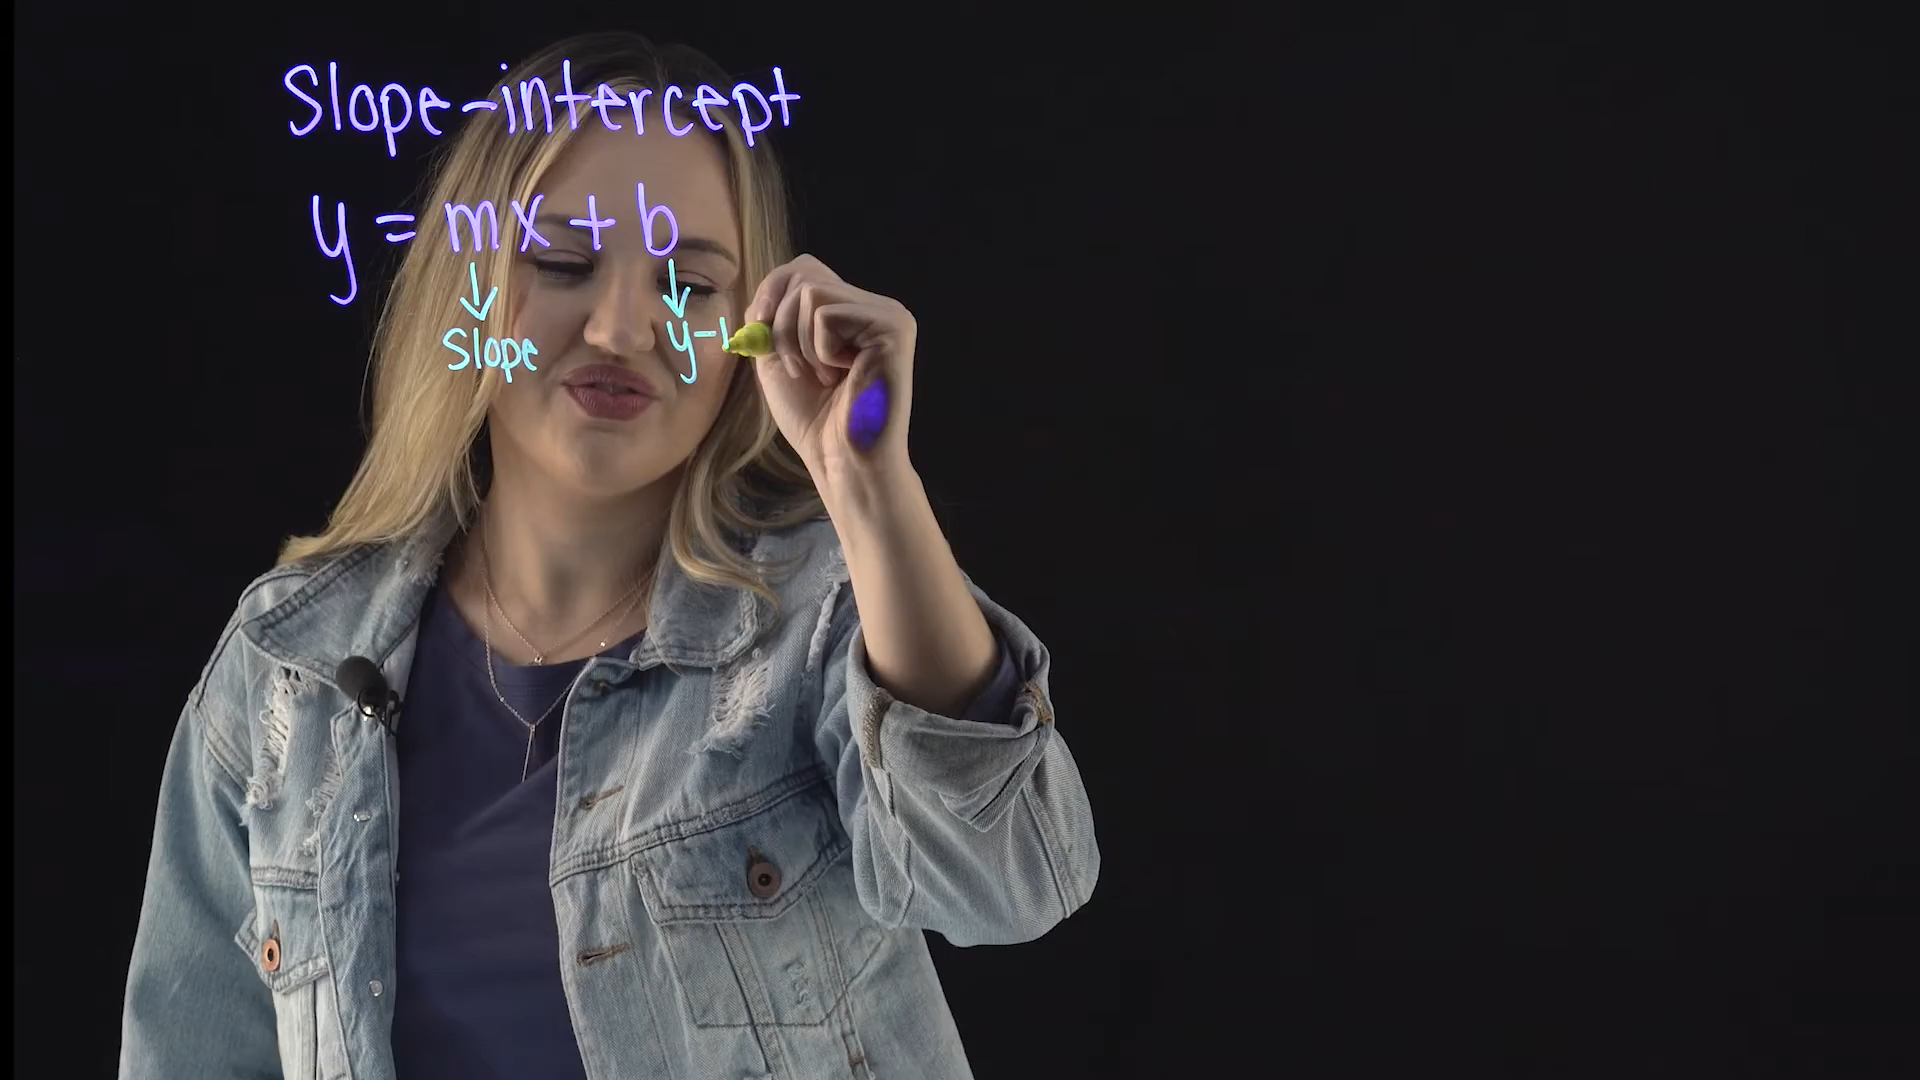 Slope-intercept
y = mx + b
↓ ↓
slope y-i